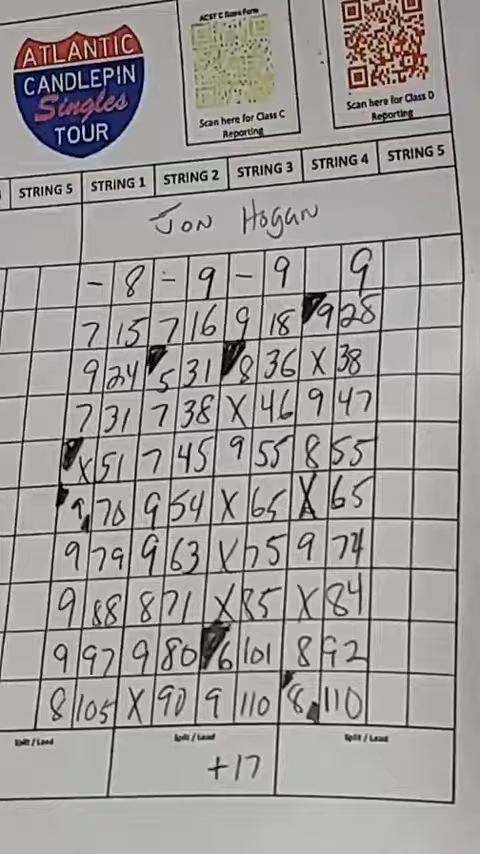 ATLANTIC
CANDLEPIN
Singles
TOUR
ACST C Score Form
Scan here for Class C
Reporting
Scan here for Class D
Reporting
STRING 5 STRING 1 STRING 2 STRING 3 STRING 4 STRING 5
Jon Hogan
- 8 - 9 - 9 9
7 15 7 16 9 18 9 28
9 24 5 31 8 36 X 38
7 31 7 38 X 46 9 47
X 51 7 45 9 55 8 55
9 70 9 54 X 65 X 65
9 79 9 63 X 75 9 74
9 88 8 71 X 85 X 84
9 97 9 80 6 101 8 92
8 105 X 90 9 110 8 110
Split / Lead Split / Lead Split / Lead
+17